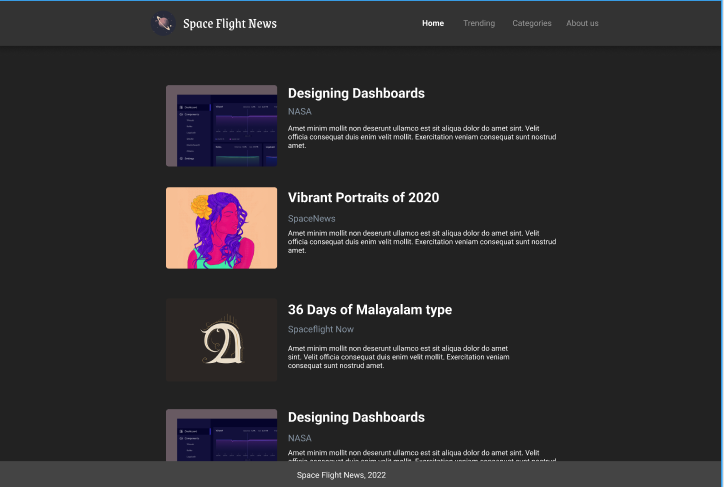 Space Flight News
Home Trending Categories About us
Designing Dashboards
NASA
Amet minim mollit non deserunt ullamco est sit aliqua dolor do amet sint. Velit
officia consequat duis enim velit mollit. Exercitation veniam consequat sunt nostrud
amet.
Vibrant Portraits of 2020
SpaceNews
Amet minim mollit non deserunt ullamco est sit aliqua dolor do amet sint. Velit
officia consequat duis enim velit mollit. Exercitation veniam consequat sunt nostrud
amet.
36 Days of Malayalam type
Spaceflight Now
Amet minim mollit non deserunt ullamco est sit aliqua dolor do amet
sint. Velit officia consequat duis enim velit mollit. Exercitation veniam
consequat sunt nostrud amet.
Designing Dashboards
NASA
Amet minim mollit non deserunt ullamco est sit aliqua dolor do amet sint. Velit
officia consequat duis enim velit mollit. Exercitation veniam consequat sunt nostrud
Space Flight News, 2022